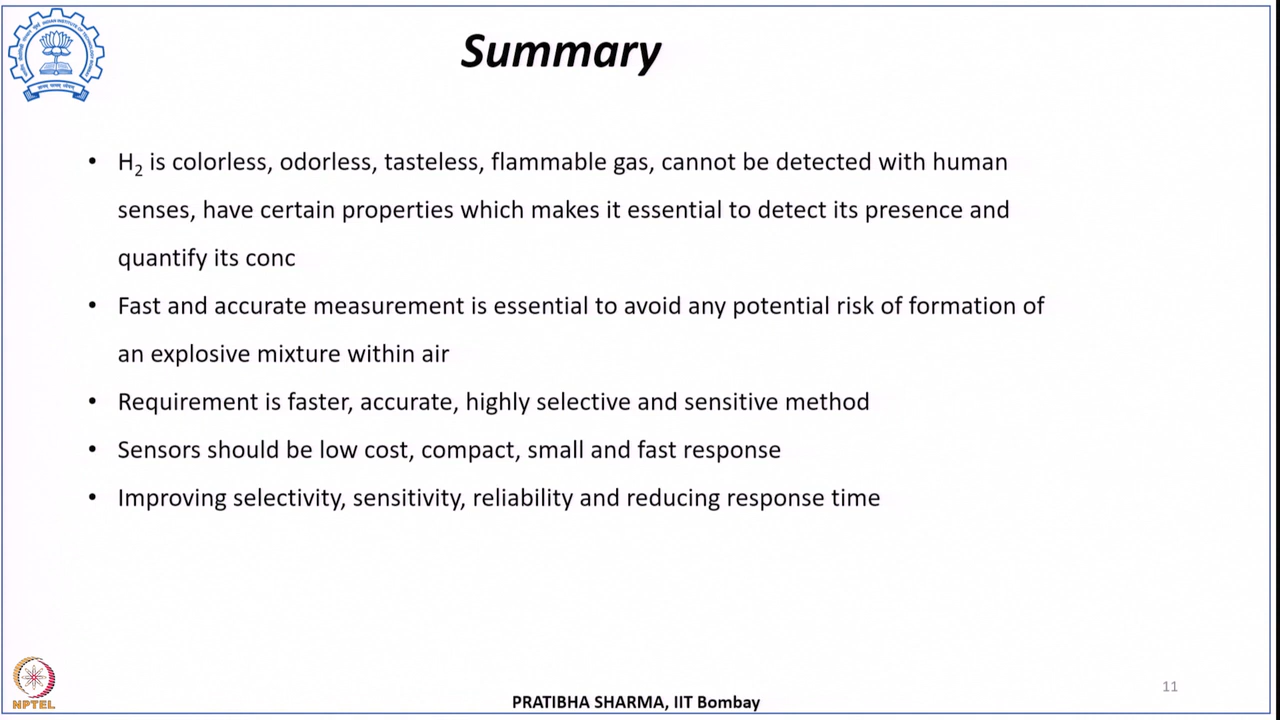 Summary
• H2 is colorless, odorless, tasteless, flammable gas, cannot be detected with human
senses, have certain properties which makes it essential to detect its presence and
quantify its conc
• Fast and accurate measurement is essential to avoid any potential risk of formation of
an explosive mixture within air
• Requirement is faster, accurate, highly selective and sensitive method
• Sensors should be low cost, compact, small and fast response
• Improving selectivity, sensitivity, reliability and reducing response time
11
NPTEL
PRATIBHA SHARMA, IIT Bombay